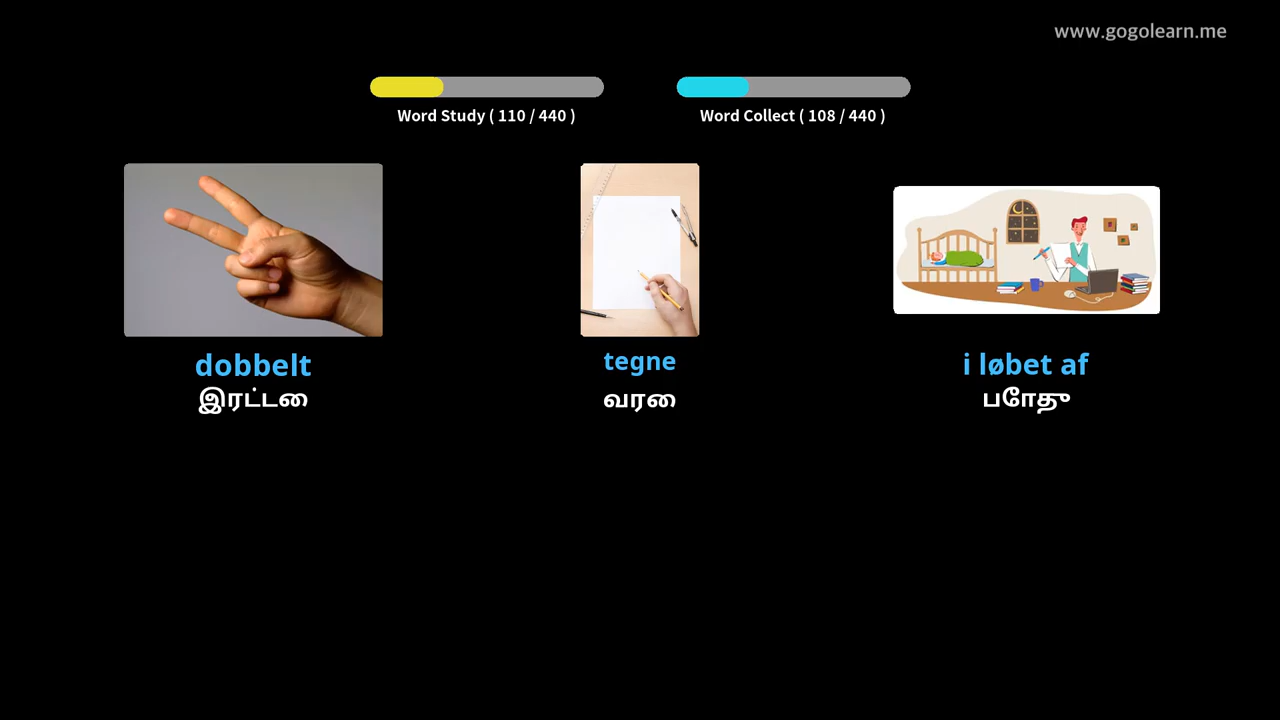 www.gogolearn.me
Word Study ( 110 / 440 )
Word Collect ( 108 / 440 )
dobbelt
tegne
i løbet af
இரட்டை
வரை
போது